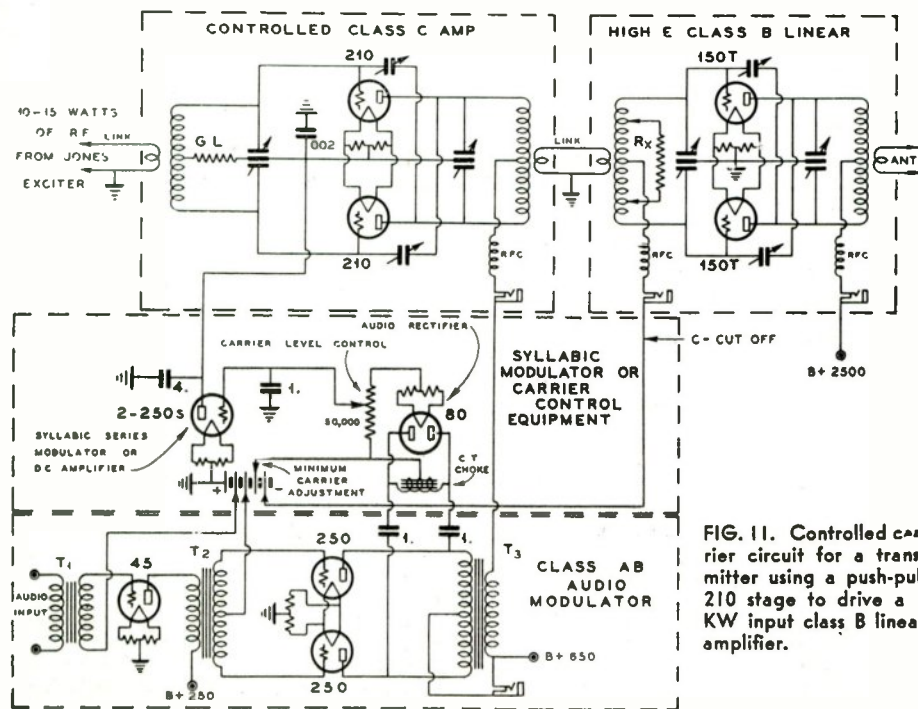 CONTROLLED CLASS C AMP
HIGH E CLASS B LINEAR
210
150T
10-15 WATTS
OF RF
LINK
FROM JONES
EXCITER
GL
.002
LINK
RX
ANT
210
RFC
RFC
150T
RFC
AUDIO RECTIFIER
CARRIER LEVEL CONTROL
SYLLABIC
MODULATOR OR
CARRIER
CONTROL
EQUIPMENT
C- CUT OFF
B+ 2500
4.
1.
2-250S
50,000
80
SYLLABIC SERIES
MODULATOR OR
DC AMPLIFIER
MINIMUM
CARRIER
ADJUSTMENT
CT
CHOKE
+
-
1.
1.
T1
45
T2
250
T3
CLASS AB
AUDIO
MODULATOR
AUDIO
INPUT
B+ 250
250
B+ 650
FIG. 11. Controlled car-
rier circuit for a trans-
mitter using a push-pull
210 stage to drive a
KW input class B linear
amplifier.